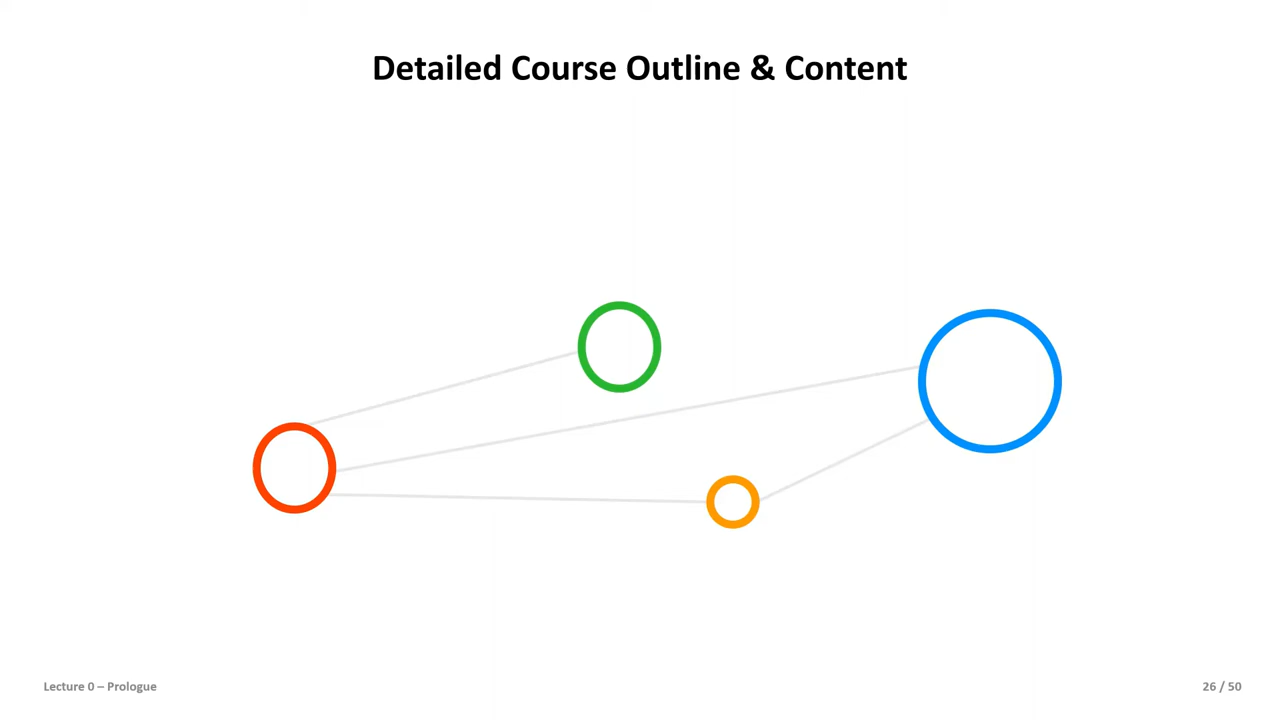 Detailed Course Outline & Content
Lecture 0 – Prologue
26 / 50